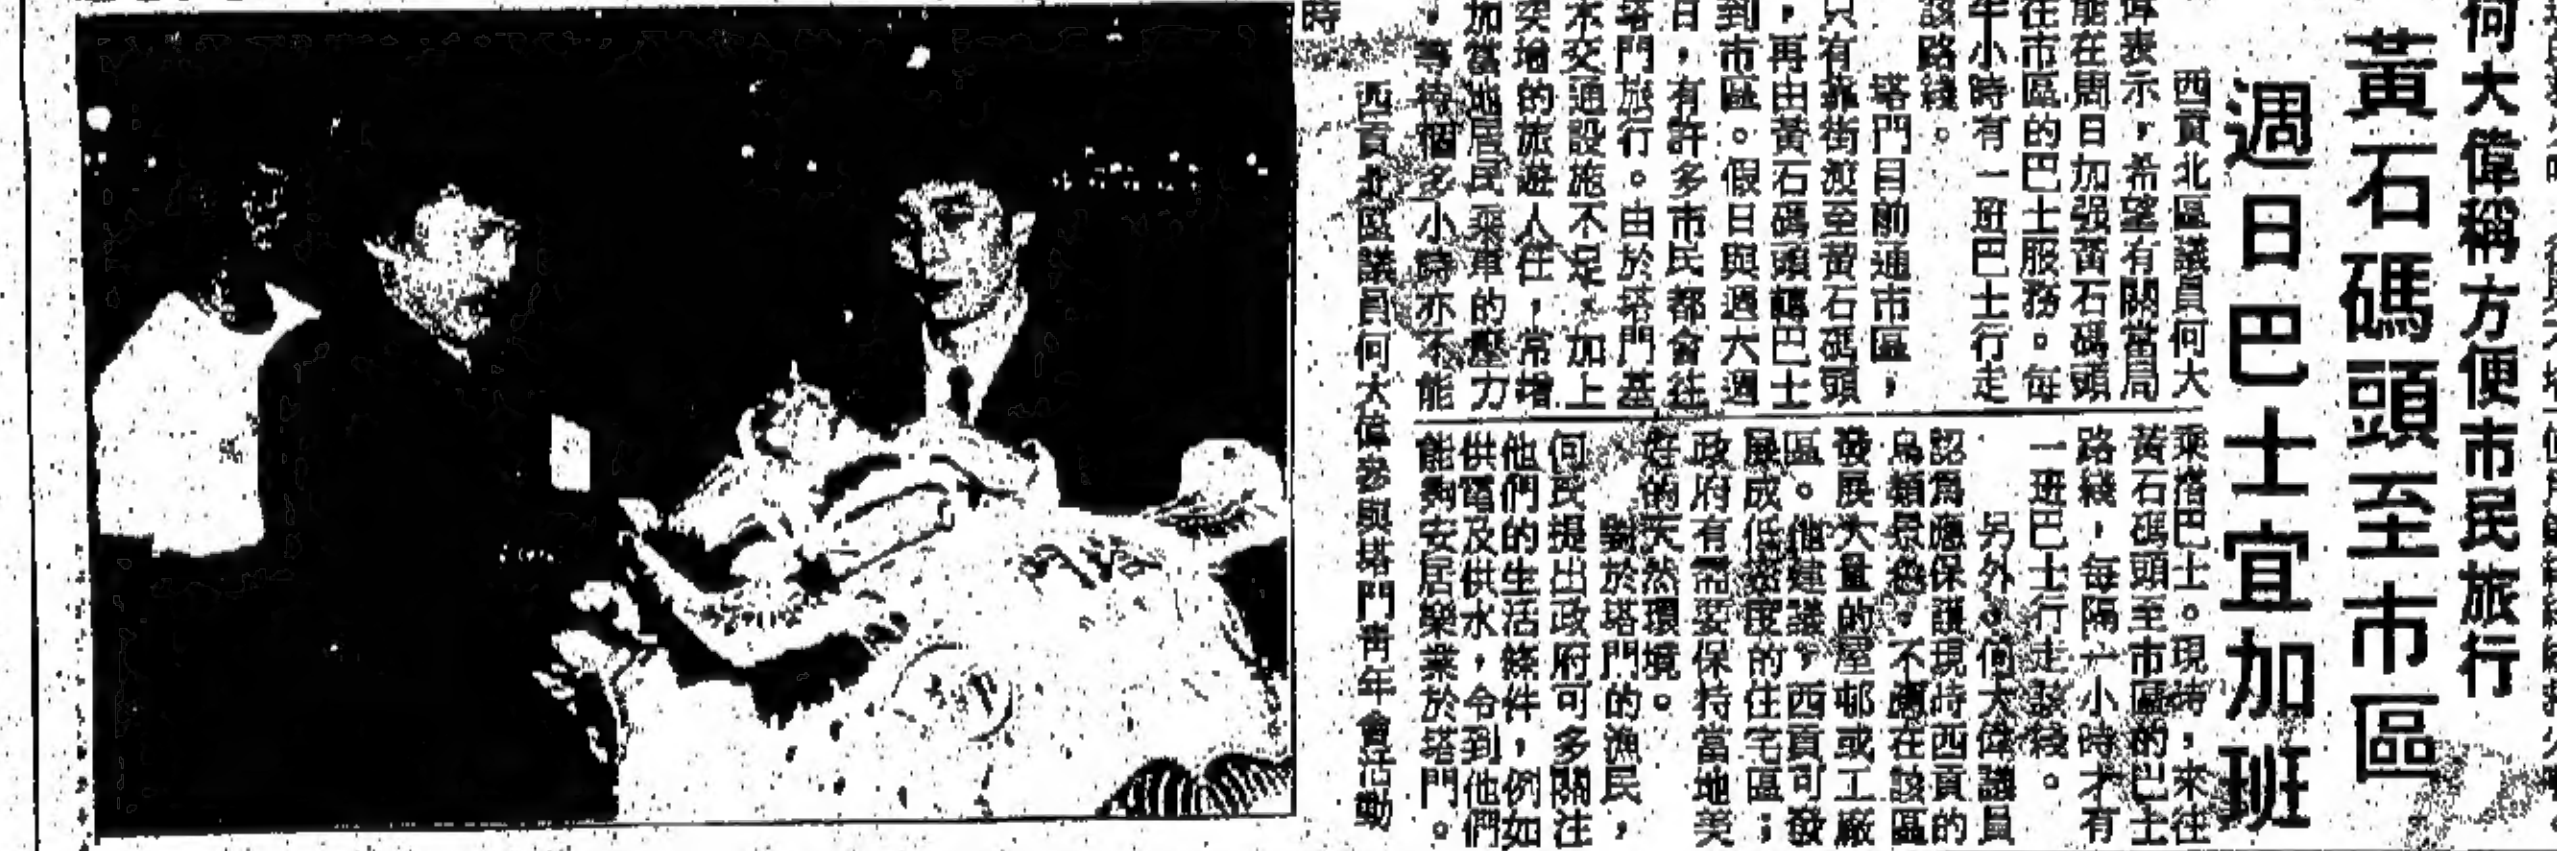 何大偉稱方便市民旅行
黃石碼頭至市區
週日巴士宜加班
西貢北區議員何大
偉表示，希望有關當局
能在周日加强黃石碼頭
在市區的巴士服務。每
半小時有一班巴士行走
該路綫。
塔門目前通市區，
只有靠街渡至黃石碼頭
，再由黃石碼頭轉巴士
到市區。假日與週六週
日，有許多市民都會往
塔門旅行。由於塔門基
本交通設施不足，加上
突增的旅遊人仕，常增
加當地居民乘車的壓力
，等待個多小時亦不能
乘搭巴士。現時，來往
黃石碼頭至市區的巴士
路綫，每隔一小時才有
一班巴士行走該綫。
另外。何大偉議員
認為應保護現時西貢的
鳥類景緻。不應在該區
發展大量的屋邨或工廠
區。他建議，西貢可發
展成低密度的住宅區；
政府有需要保持當地美
好的天然環境。
對於塔門的漁民，
何氏提出政府可多關注
他們的生活條件，例如
供電及供水，令到他們
能夠安居樂業於塔門。
西貢北區議員何大偉參與塔門青年會活動
時